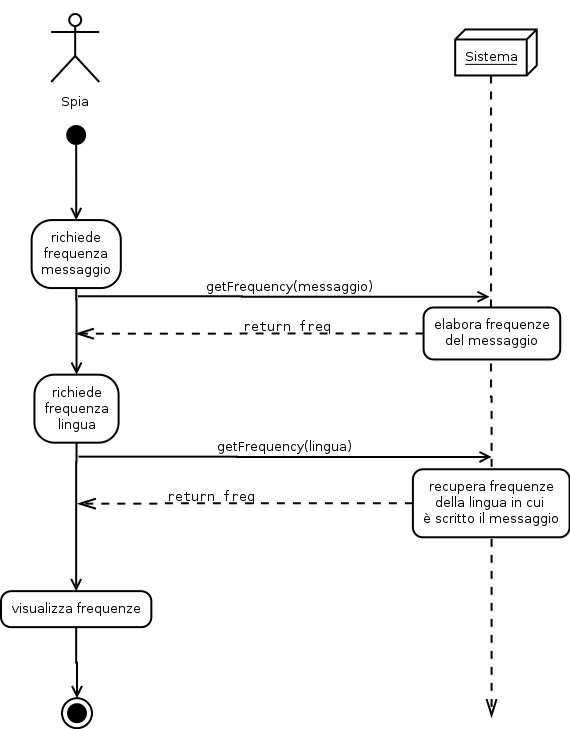 Sistema
Spia
richiede
frequenza
messaggio
getFrequency(messaggio)
elabora frequenze
del messaggio
return freq
richiede
frequenza
lingua
getFrequency(lingua)
recupera frequenze
della lingua in cui
è scritto il messaggio
return freq
visualizza frequenze